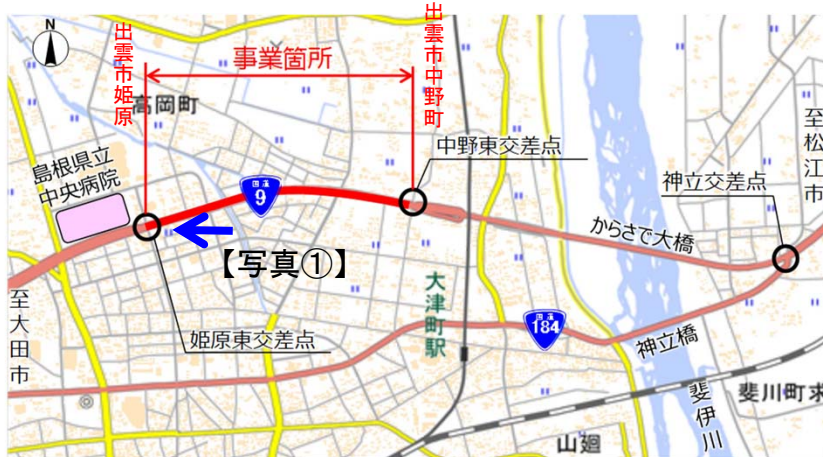 N
出雲市姫原
事業箇所
出雲市中野町
高岡町
島根県立
中央病院
国道
9
中野東交差点
神立交差点
至松江市
からさで大橋
【写真①】
至大田市
姫原東交差点
大津町駅
国道
184
神立橋
斐伊川
斐川町求
山廻